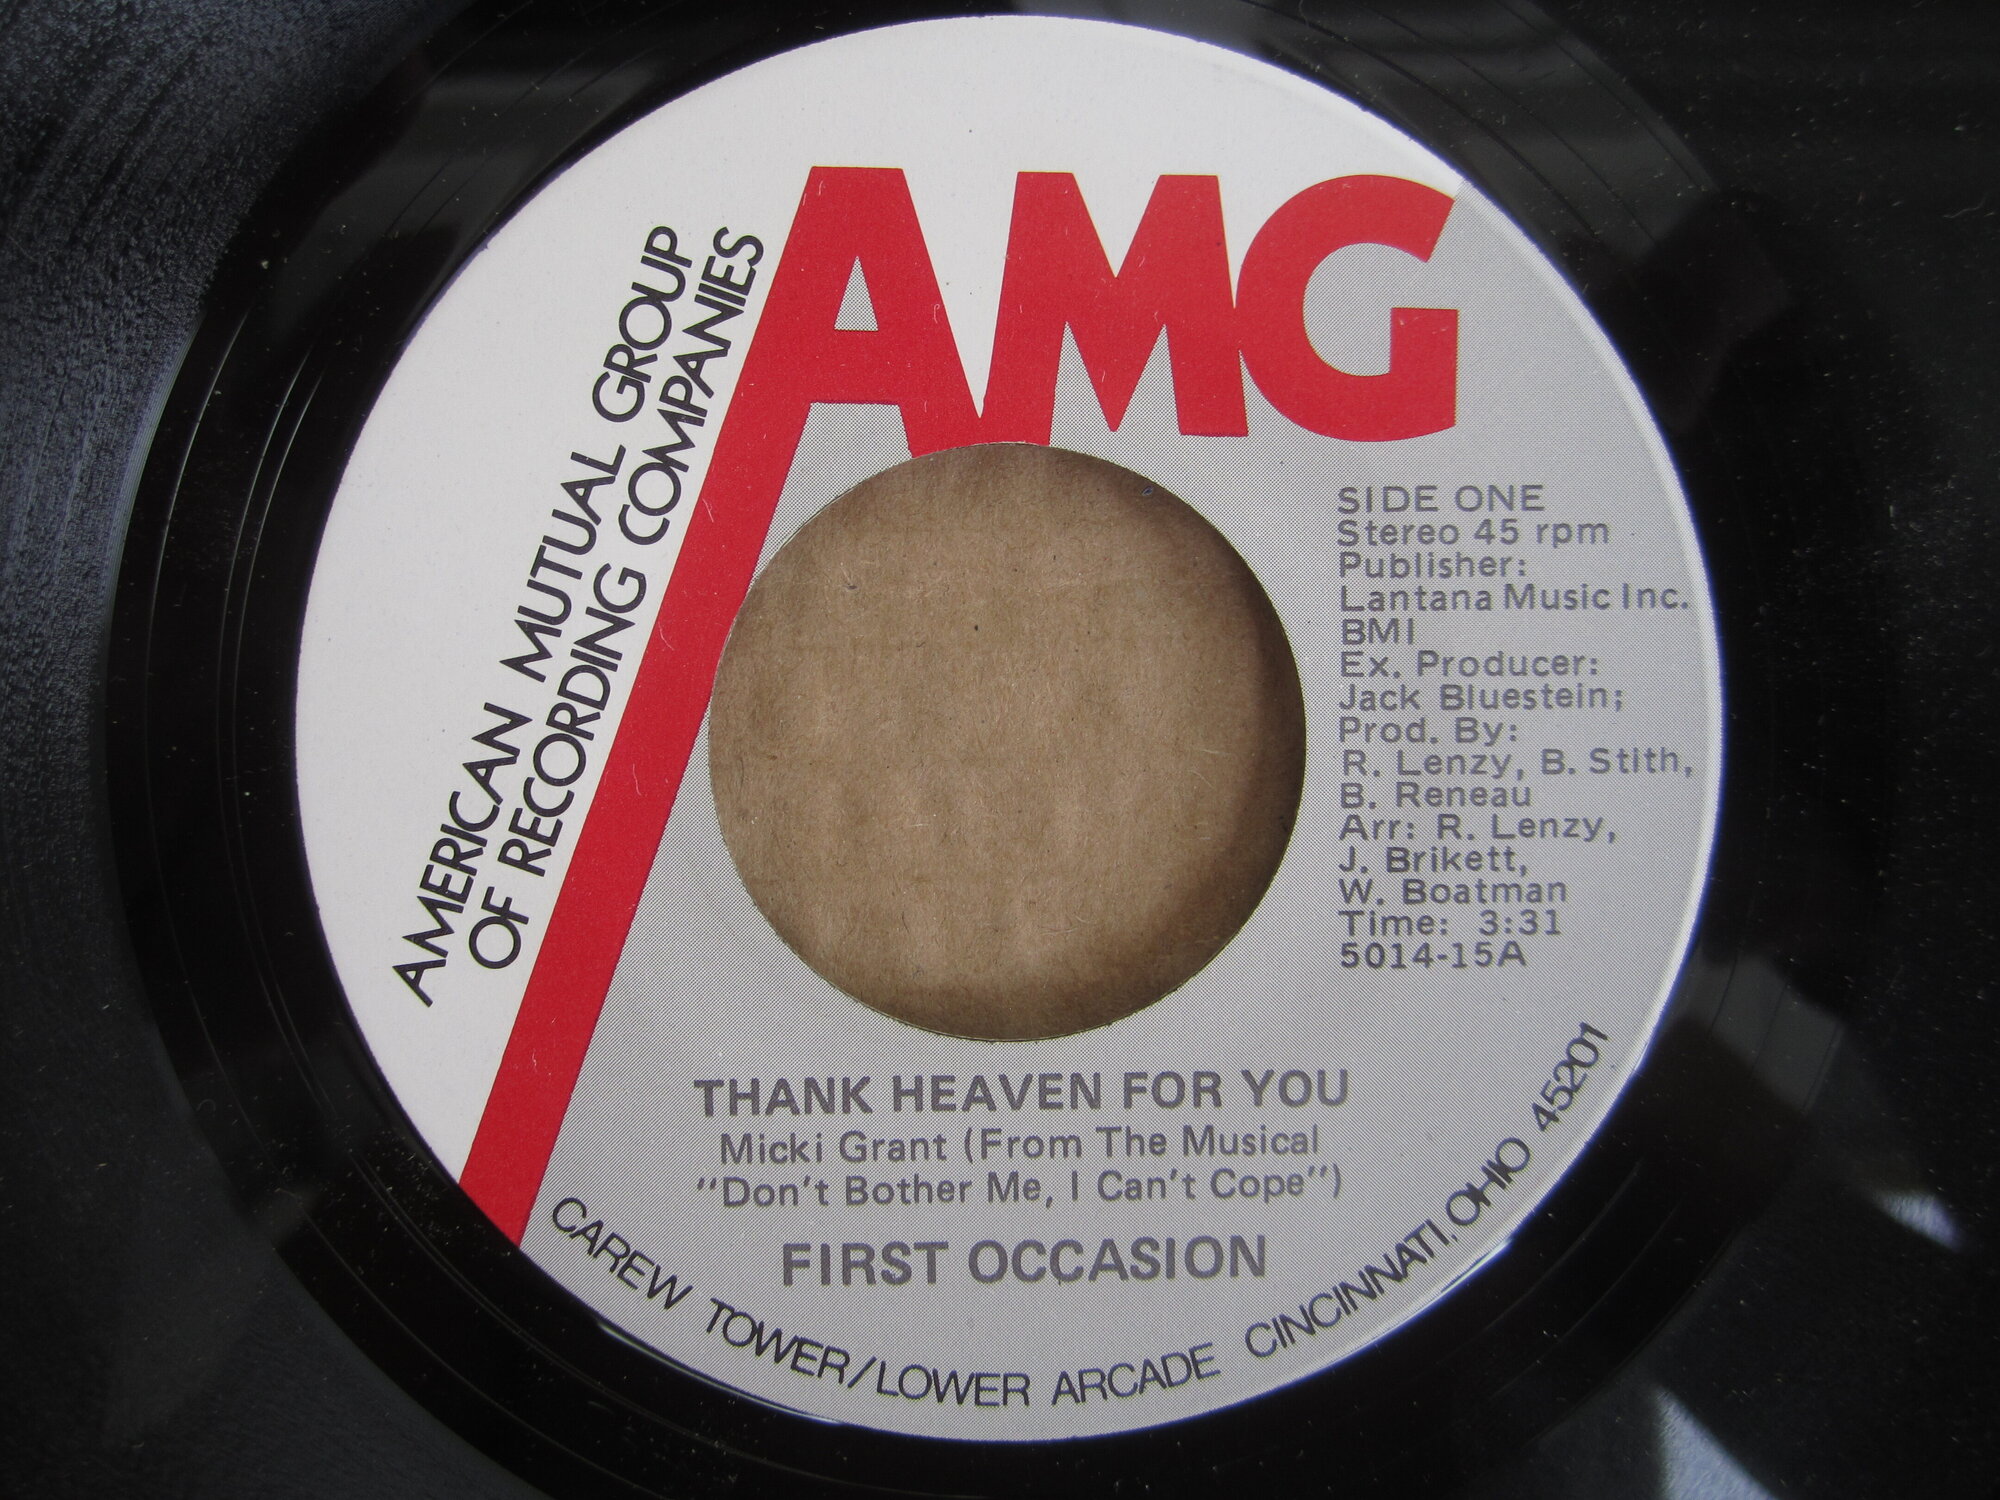 AMG
AMERICAN MUTUAL GROUP
OF RECORDING COMPANIES
SIDE ONE
Stereo 45 rpm
Publisher:
Lantana Music Inc.
BMI
Ex. Producer:
Jack Bluestein;
Prod. By:
R. Lenzy, B. Stith,
B. Reneau
Arr: R. Lenzy,
J. Brikett,
W. Boatman
Time: 3:31
5014-15A
THANK HEAVEN FOR YOU
Micki Grant (From The Musical
"Don't Bother Me, I Can't Cope")
FIRST OCCASION
CAREW TOWER/LOWER ARCADE CINCINNATI, OHIO 45201